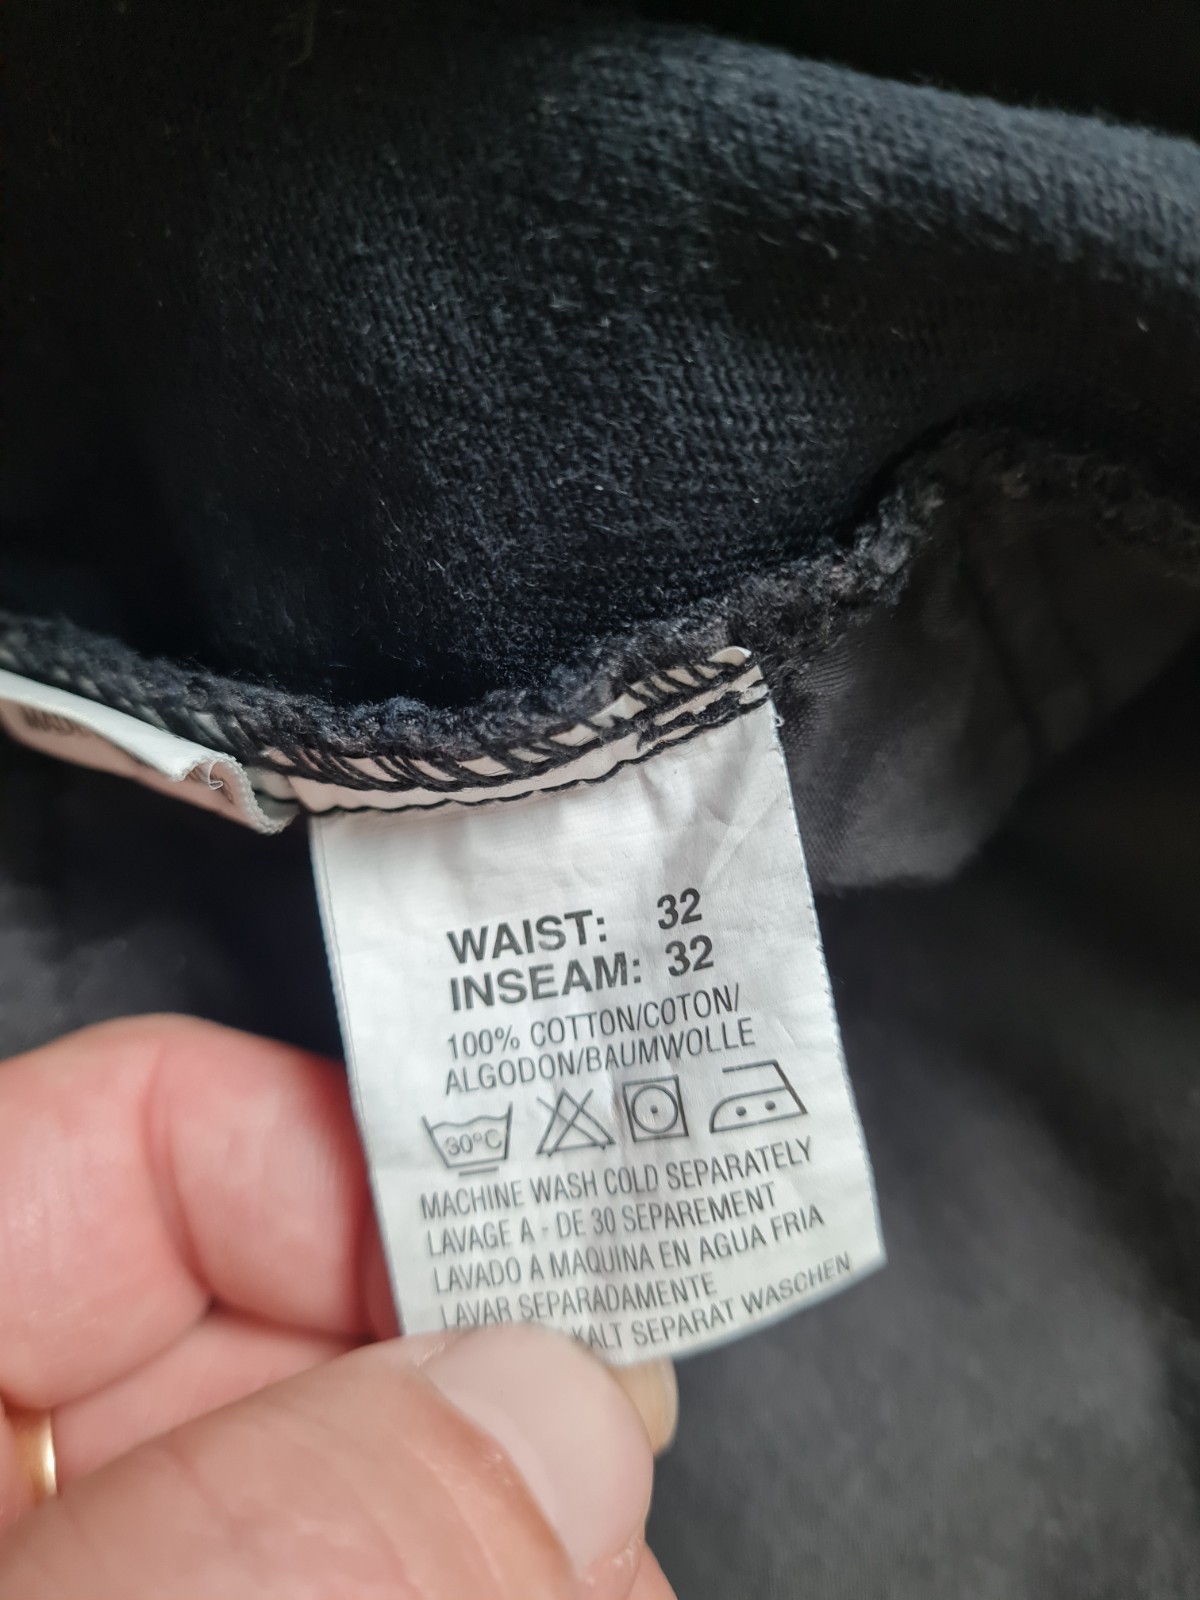 WAIST: 32
INSEAM: 32
100% COTTON/COTON/
ALGODON/BAUMWOLLE
30°C
MACHINE WASH COLD SEPARATELY
LAVAGE A - DE 30 SEPAREMENT
LAVADO A MAQUINA EN AGUA FRIA
LAVAR SEPARADAMENTE
KALT SEPARAT WASCHEN